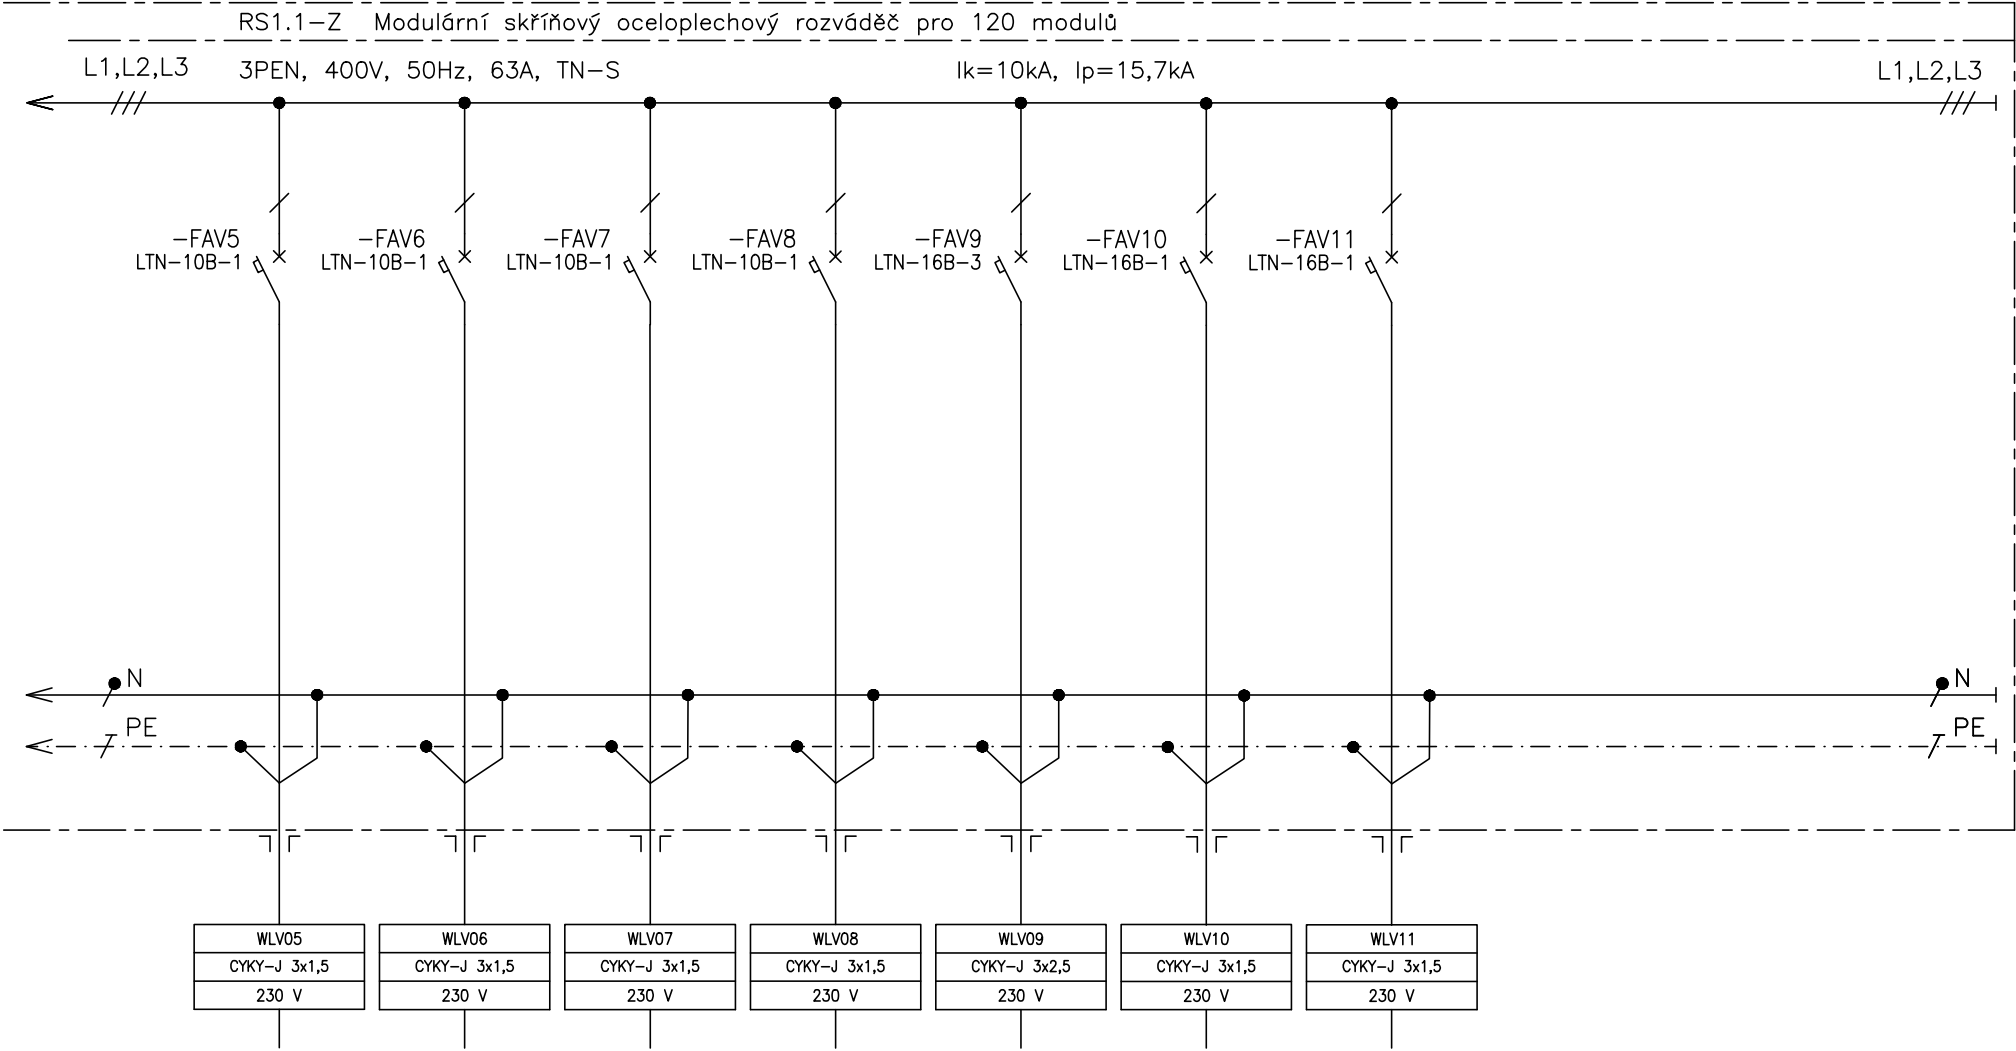 RS1.1-Z Modulární skříňový oceloplechový rozváděč pro 120 modulů
L1,L2,L3 3PEN, 400V, 50Hz, 63A, TN-S Ik=10kA, Ip=15,7kA L1,L2,L3
-FAV5 -FAV6 -FAV7 -FAV8 -FAV9 -FAV10 -FAV11
LTN-10B-1 LTN-10B-1 LTN-10B-1 LTN-10B-1 LTN-16B-3 LTN-16B-1 LTN-16B-1
N N
PE PE
WLV05 WLV06 WLV07 WLV08 WLV09 WLV10 WLV11
CYKY-J 3x1,5 CYKY-J 3x1,5 CYKY-J 3x1,5 CYKY-J 3x1,5 CYKY-J 3x2,5 CYKY-J 3x1,5 CYKY-J 3x1,5
230 V 230 V 230 V 230 V 230 V 230 V 230 V